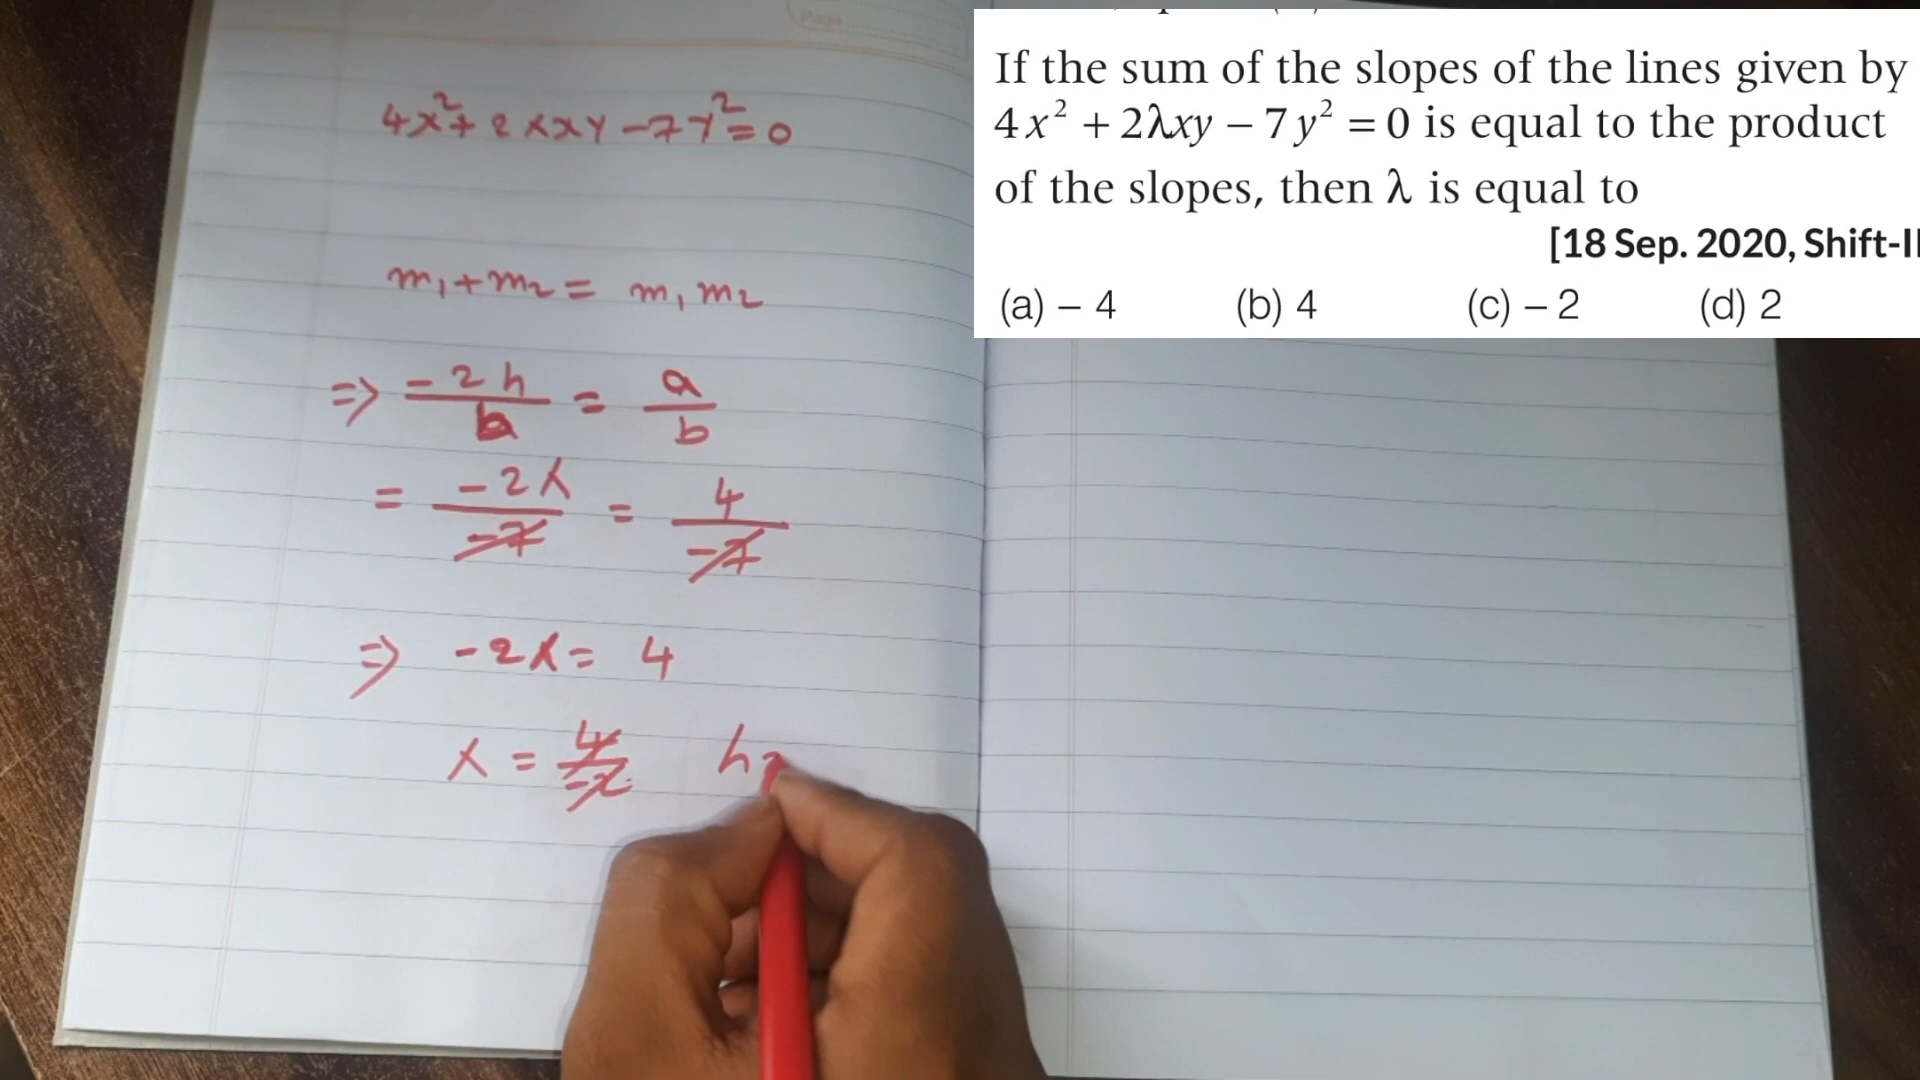 Page
4x²+2λxy-7y²=0
m₁+m₂= m₁m₂
⇒ -2h/b = a/b
= -2λ/-7 = 4/-7
⇒ -2λ= 4
λ = 4/-2
If the sum of the slopes of the lines given by
4x² + 2λxy – 7y² = 0 is equal to the product
of the slopes, then λ is equal to
[18 Sep. 2020, Shift-II
(a) – 4 (b) 4 (c) – 2 (d) 2